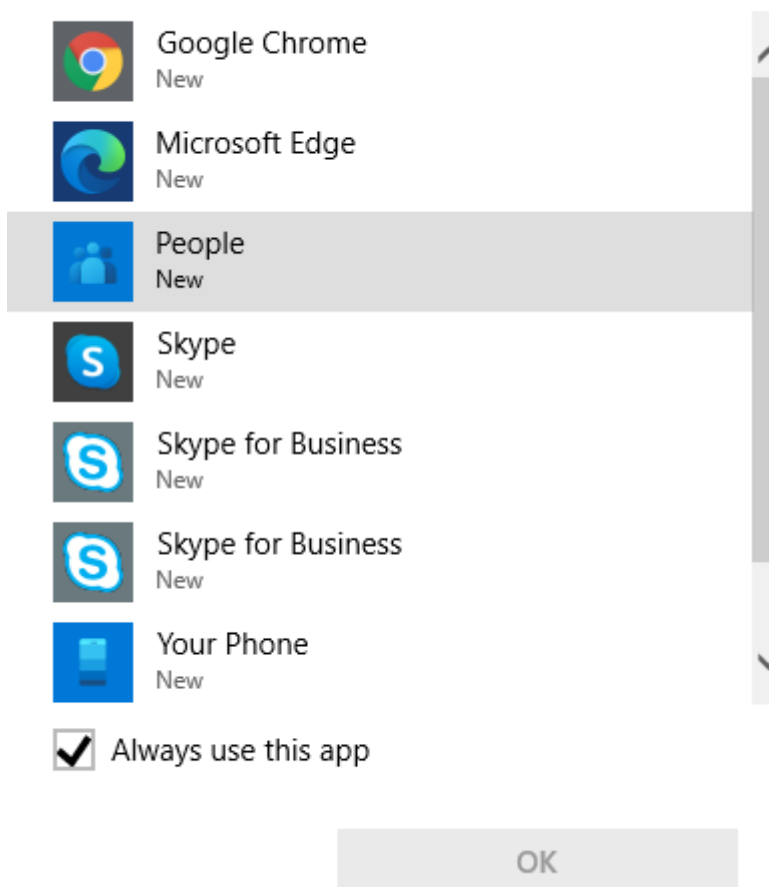 Google Chrome
New
Microsoft Edge
New
People
New
Skype
New
Skype for Business
New
Skype for Business
New
Your Phone
New
Always use this app
OK